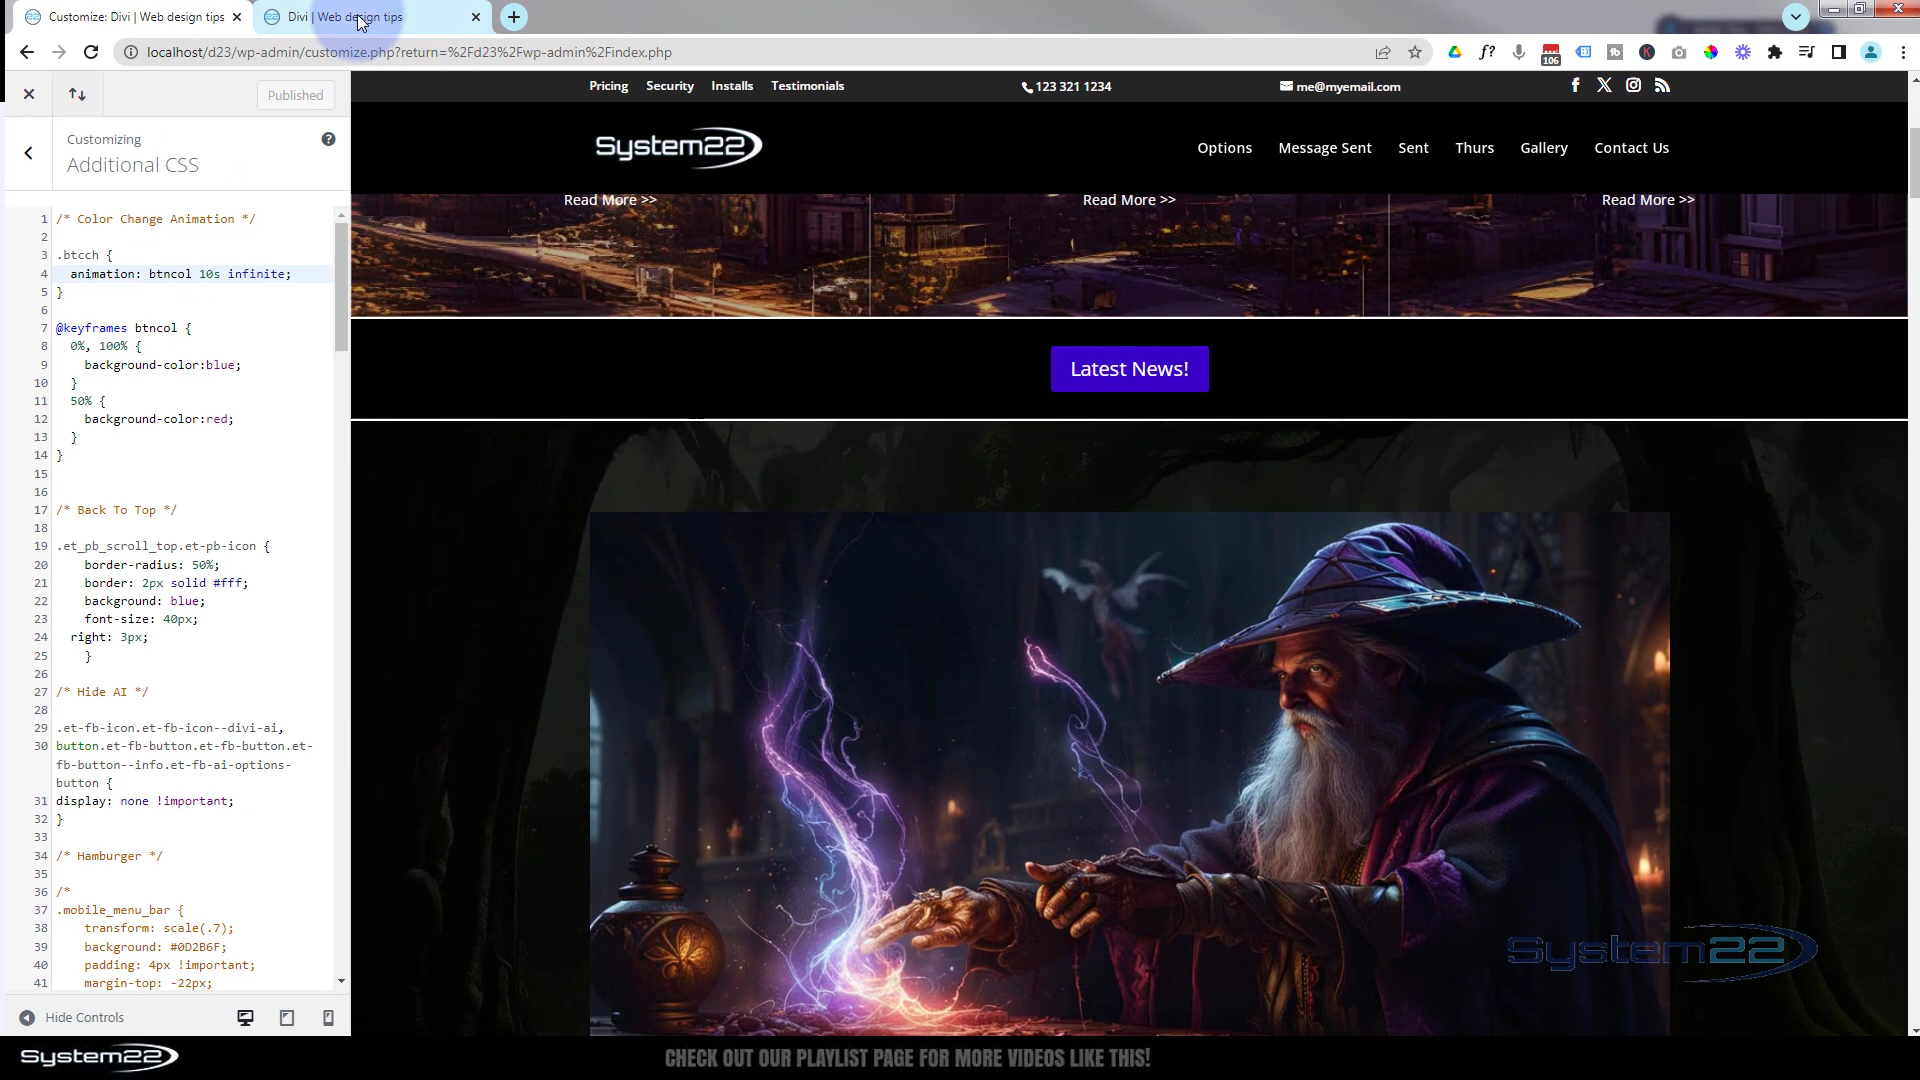 Customize: Divi | Web design tips
Divi | Web design tips
localhost/d23/wp-admin/customize.php?return=%2Fd23%2Fwp-admin%2Findex.php
f?
106
Published
Customizing
Additional CSS
1 /* Color Change Animation */
2
3 .btcch {
4 animation: btncol 10s infinite;
5 }
6
7 @keyframes btncol {
8 0%, 100% {
9 background-color:blue;
10 }
11 50% {
12 background-color:red;
13 }
14 }
15
16
17 /* Back To Top */
18
19 .et_pb_scroll_top.et-pb-icon {
20 border-radius: 50%;
21 border: 2px solid #fff;
22 background: blue;
23 font-size: 40px;
24 right: 3px;
25 }
26
27 /* Hide AI */
28
29 .et-fb-icon.et-fb-icon--divi-ai,
30 button.et-fb-button.et-fb-button.et-
fb-button--info.et-fb-ai-options-
button {
31 display: none !important;
32 }
33
34 /* Hamburger */
35
36 /*
37 .mobile_menu_bar {
38 transform: scale(.7);
39 background: #0D2B6F;
40 padding: 4px !important;
41 margin-top: -22px;
Hide Controls
Pricing Security Installs Testimonials
123 321 1234
me@myemail.com
System22
Options Message Sent Sent Thurs Gallery Contact Us
Read More >> Read More >> Read More >>
Latest News!
System22
System22
CHECK OUT OUR PLAYLIST PAGE FOR MORE VIDEOS LIKE THIS!